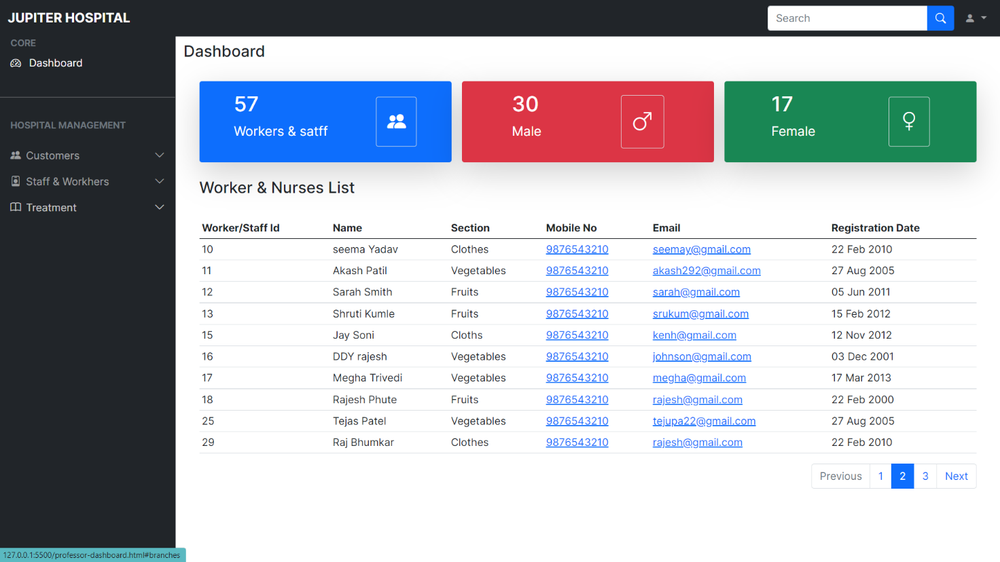 JUPITER HOSPITAL
Search
CORE
Dashboard
HOSPITAL MANAGEMENT
Customers
Staff & Workhers
Treatment
Dashboard
57
Workers & satff
30
Male
17
Female
Worker & Nurses List
Worker/Staff Id Name Section Mobile No Email Registration Date
10 seema Yadav Clothes 9876543210 seemay@gmail.com 22 Feb 2010
11 Akash Patil Vegetables 9876543210 akash292@gmail.com 27 Aug 2005
12 Sarah Smith Fruits 9876543210 sarah@gmail.com 05 Jun 2011
13 Shruti Kumle Fruits 9876543210 srukum@gmail.com 15 Feb 2012
15 Jay Soni Cloths 9876543210 kenh@gmail.com 12 Nov 2012
16 DDY rajesh Vegetables 9876543210 johnson@gmail.com 03 Dec 2001
17 Megha Trivedi Vegetables 9876543210 megha@gmail.com 17 Mar 2013
18 Rajesh Phute Fruits 9876543210 rajesh@gmail.com 22 Feb 2000
25 Tejas Patel Vegetables 9876543210 tejupa22@gmail.com 27 Aug 2005
29 Raj Bhumkar Clothes 9876543210 rajesh@gmail.com 22 Feb 2010
Previous 1 2 3 Next
127.0.0.1:5500/professor-dashboard.html#branches